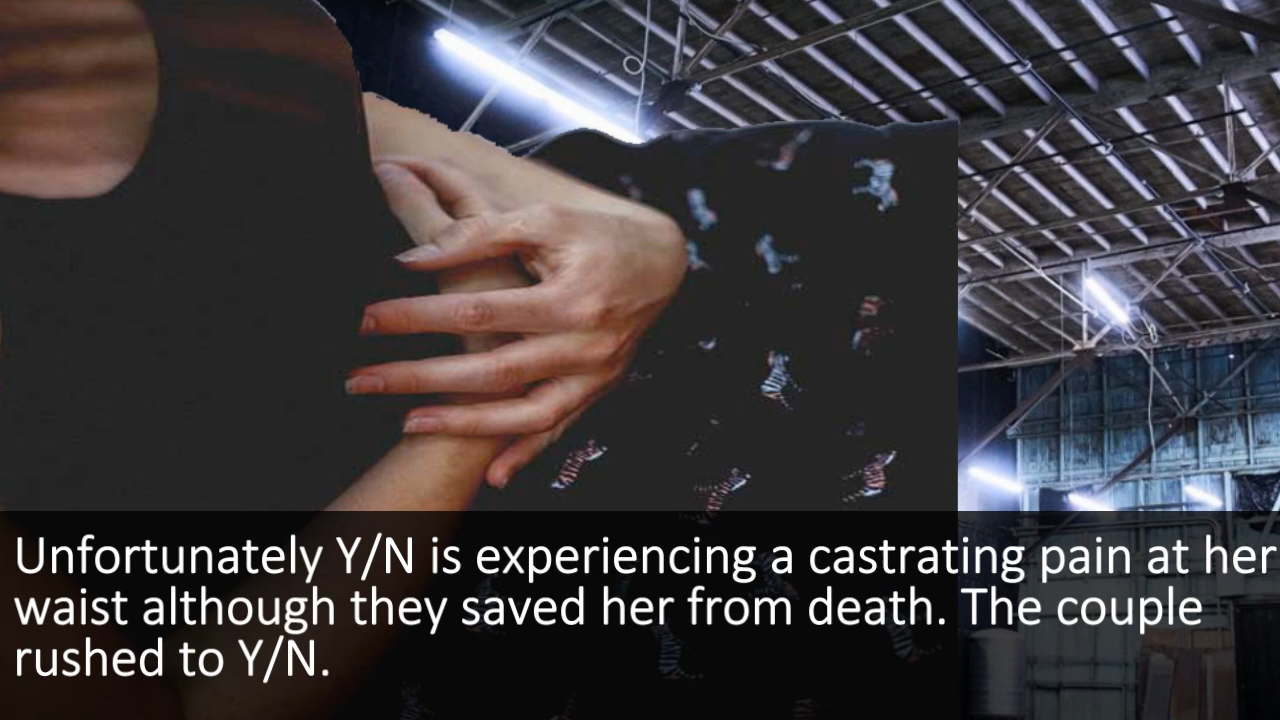 Unfortunately Y/N is experiencing a castrating pain at her
waist although they saved her from death. The couple
rushed to Y/N.